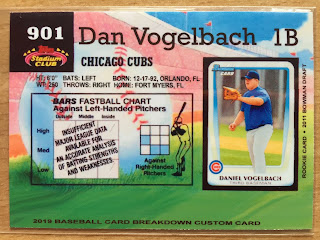 901
Dan Vogelbach 1B
TOPPS
Stadium
CLUB
CHICAGO CUBS
HT: 6'0" BATS: LEFT BORN: 12-17-92, ORLANDO, FL
WT: 250 THROWS: RIGHT HOME: FORT MYERS, FL
BARS FASTBALL CHART
Against Left-Handed Pitchers
Outside Middle Inside
High
Med
Low
INSUFFICIENT
MAJOR LEAGUE DATA
AVAILABLE FOR
AN ACCURATE ANALYSIS
OF BATTING STRENGTHS
AND WEAKNESSES.
Against
Right-Handed
Pitchers
DANIEL VOGELBACH
THIRD BASEMAN
ROOKIE CARD • 2011 BOWMAN DRAFT
2019 BASEBALL CARD BREAKDOWN CUSTOM CARD